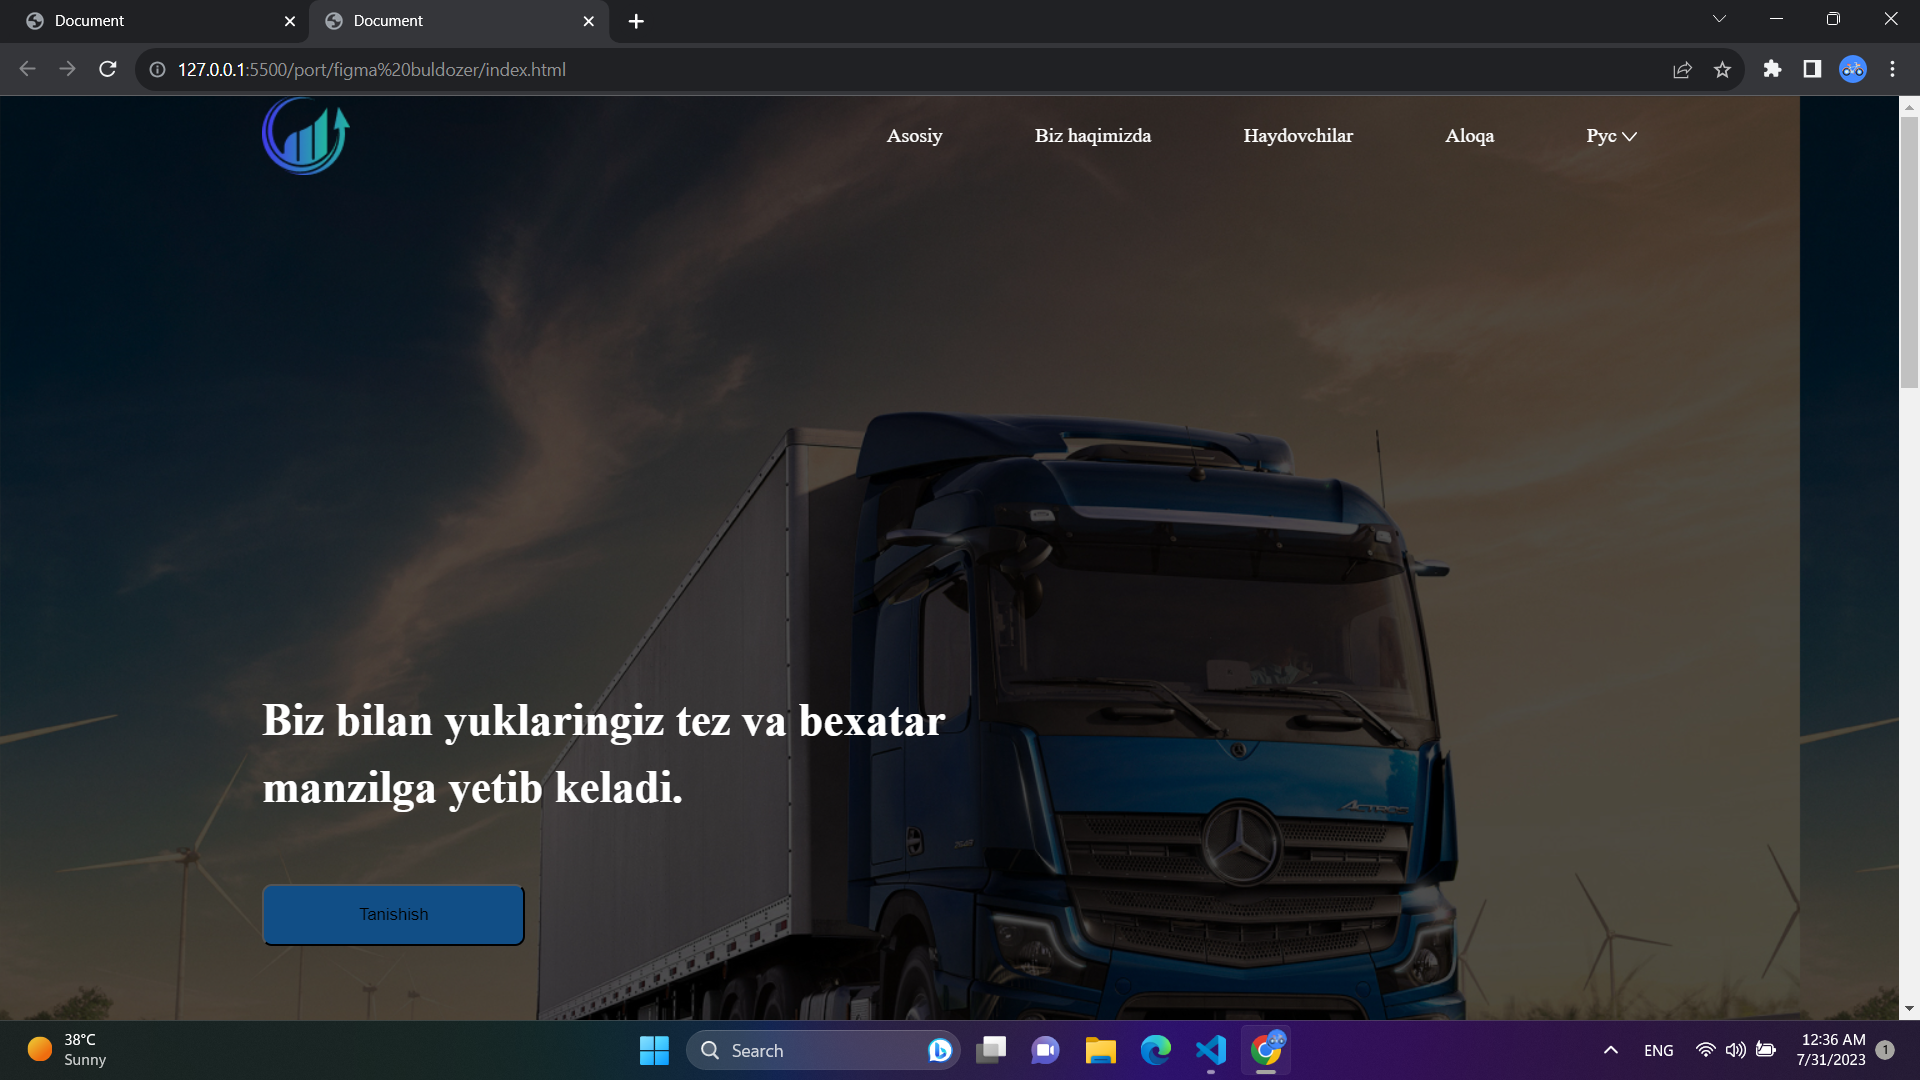 Document
Document
127.0.0.1:5500/port/figma%20buldozer/index.html
Asosiy
Biz haqimizda
Haydovchilar
Aloqa
Рус
Biz bilan yuklaringiz tez va bexatar
manzilga yetib keladi.
Tanishish
ACTROS
38°C
Sunny
Search
ENG
12:36 AM
7/31/2023
1